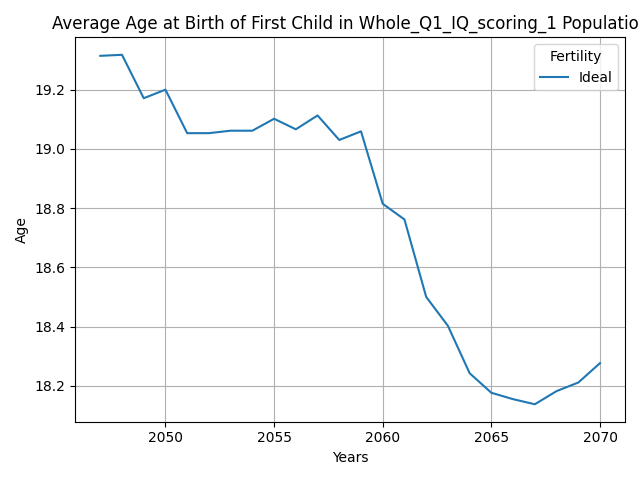 Average Age at Birth of First Child in Whole_Q1_IQ_scoring_1 Populatio
Fertility
Ideal
19.2
19.0
18.8
18.6
18.4
18.2
Age
2050 2055 2060 2065 2070
Years